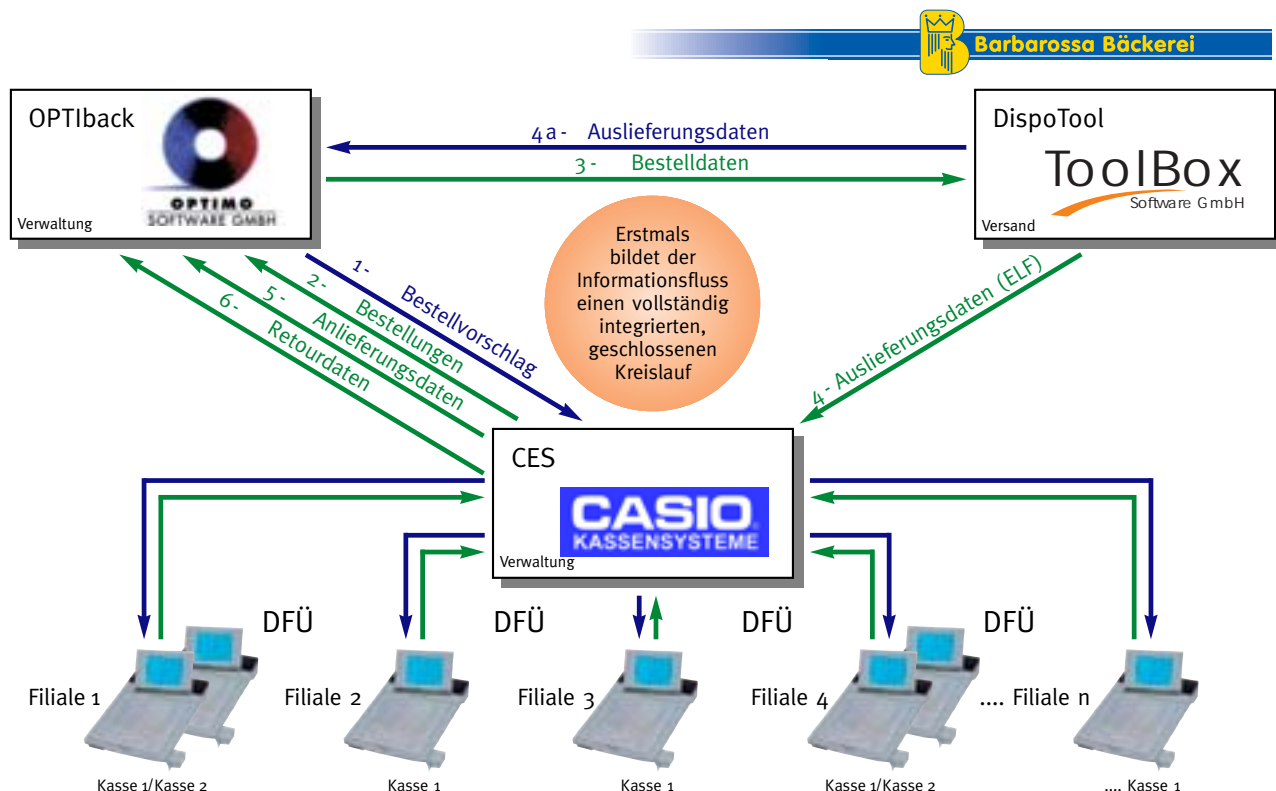 Barbarossa Bäckerei
OPTIback
OPTIMO
SOFTWARE GMBH
Verwaltung
4a- Auslieferungsdaten
3- Bestelldaten
DispoTool
ToolBox
Software GmbH
Versand
Erstmals
bildet der
Informationsfluss
einen vollständig
integrierten,
geschlossenen
Kreislauf
1- Bestellvorschlag
2- Bestellungen
5- Anlieferungsdaten
6- Retourdaten
4- Auslieferungsdaten (ELF)
CES
CASIO
KASSENSYSTEME
Verwaltung
DFÜ
DFÜ
DFÜ
DFÜ
Filiale 1
Filiale 2
Filiale 3
Filiale 4
.... Filiale n
Kasse 1/Kasse 2
Kasse 1
Kasse 1
Kasse 1/Kasse 2
.... Kasse 1